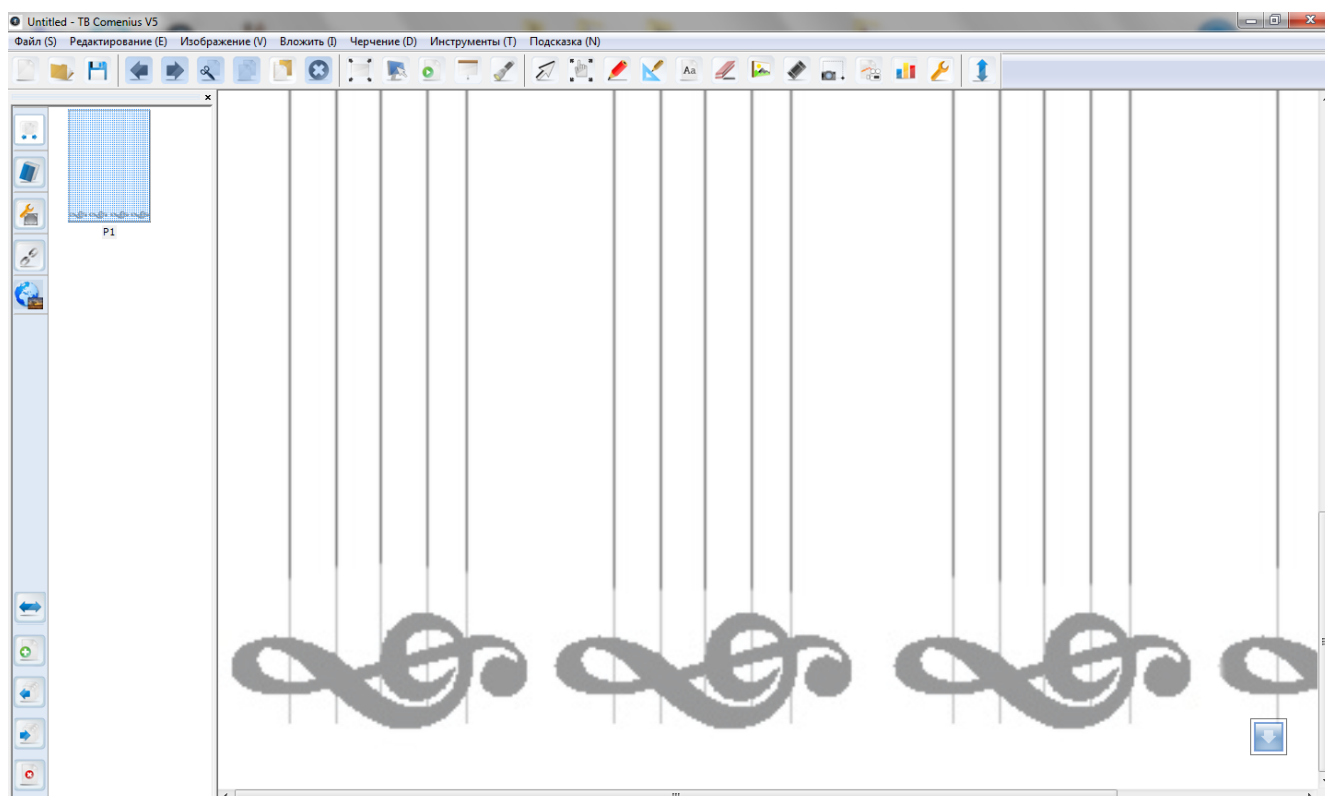 Untitled - TB Comenius V5
Файл (S) Редактирование (E) Изображение (V) Вложить (I) Черчение (D) Инструменты (T) Подсказка (N)
Aa
P1